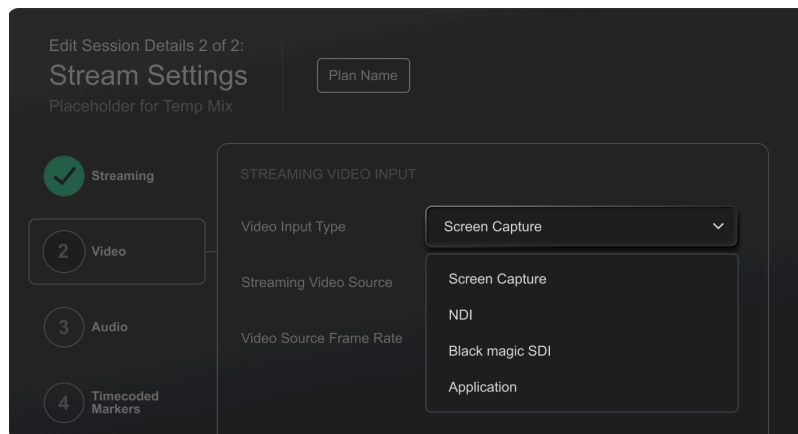 Edit Session Details 2 of 2:
Stream Settings
Plan Name
Placeholder for Temp Mix
Streaming
2
Video
3
Audio
4
Timecoded
Markers
STREAMING VIDEO INPUT
Video Input Type
Screen Capture
Streaming Video Source
Video Source Frame Rate
Screen Capture
NDI
Black magic SDI
Application